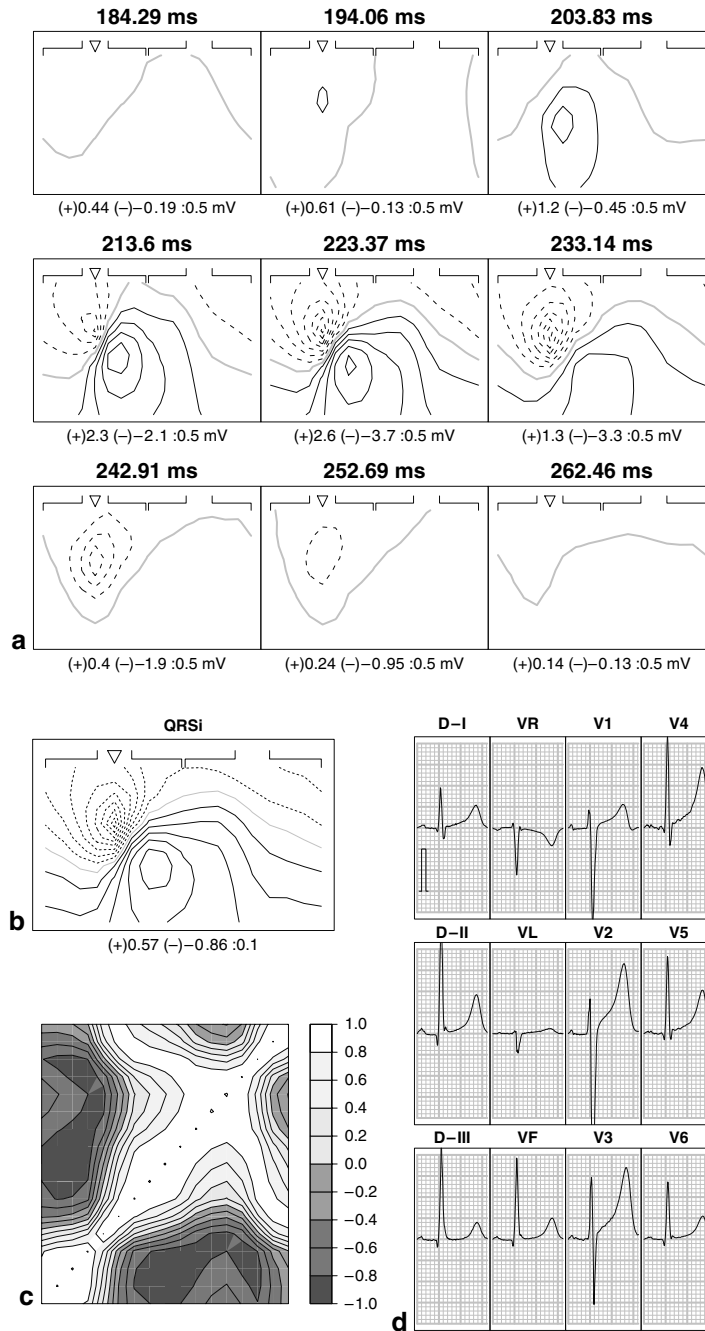 184.29 ms 194.06 ms 203.83 ms
(+)0.44 (−)−0.19 :0.5 mV (+)0.61 (−)−0.13 :0.5 mV (+)1.2 (−)−0.45 :0.5 mV
213.6 ms 223.37 ms 233.14 ms
(+)2.3 (−)−2.1 :0.5 mV (+)2.6 (−)−3.7 :0.5 mV (+)1.3 (−)−3.3 :0.5 mV
242.91 ms 252.69 ms 262.46 ms
a
(+)0.4 (−)−1.9 :0.5 mV (+)0.24 (−)−0.95 :0.5 mV (+)0.14 (−)−0.13 :0.5 mV
QRSi
b
(+)0.57 (−)−0.86 :0.1
1.0
0.8
0.6
0.4
0.2
0.0
−0.2
−0.4
−0.6
−0.8
−1.0
c
D−I VR V1 V4
D−II VL V2 V5
D−III VF V3 V6
d